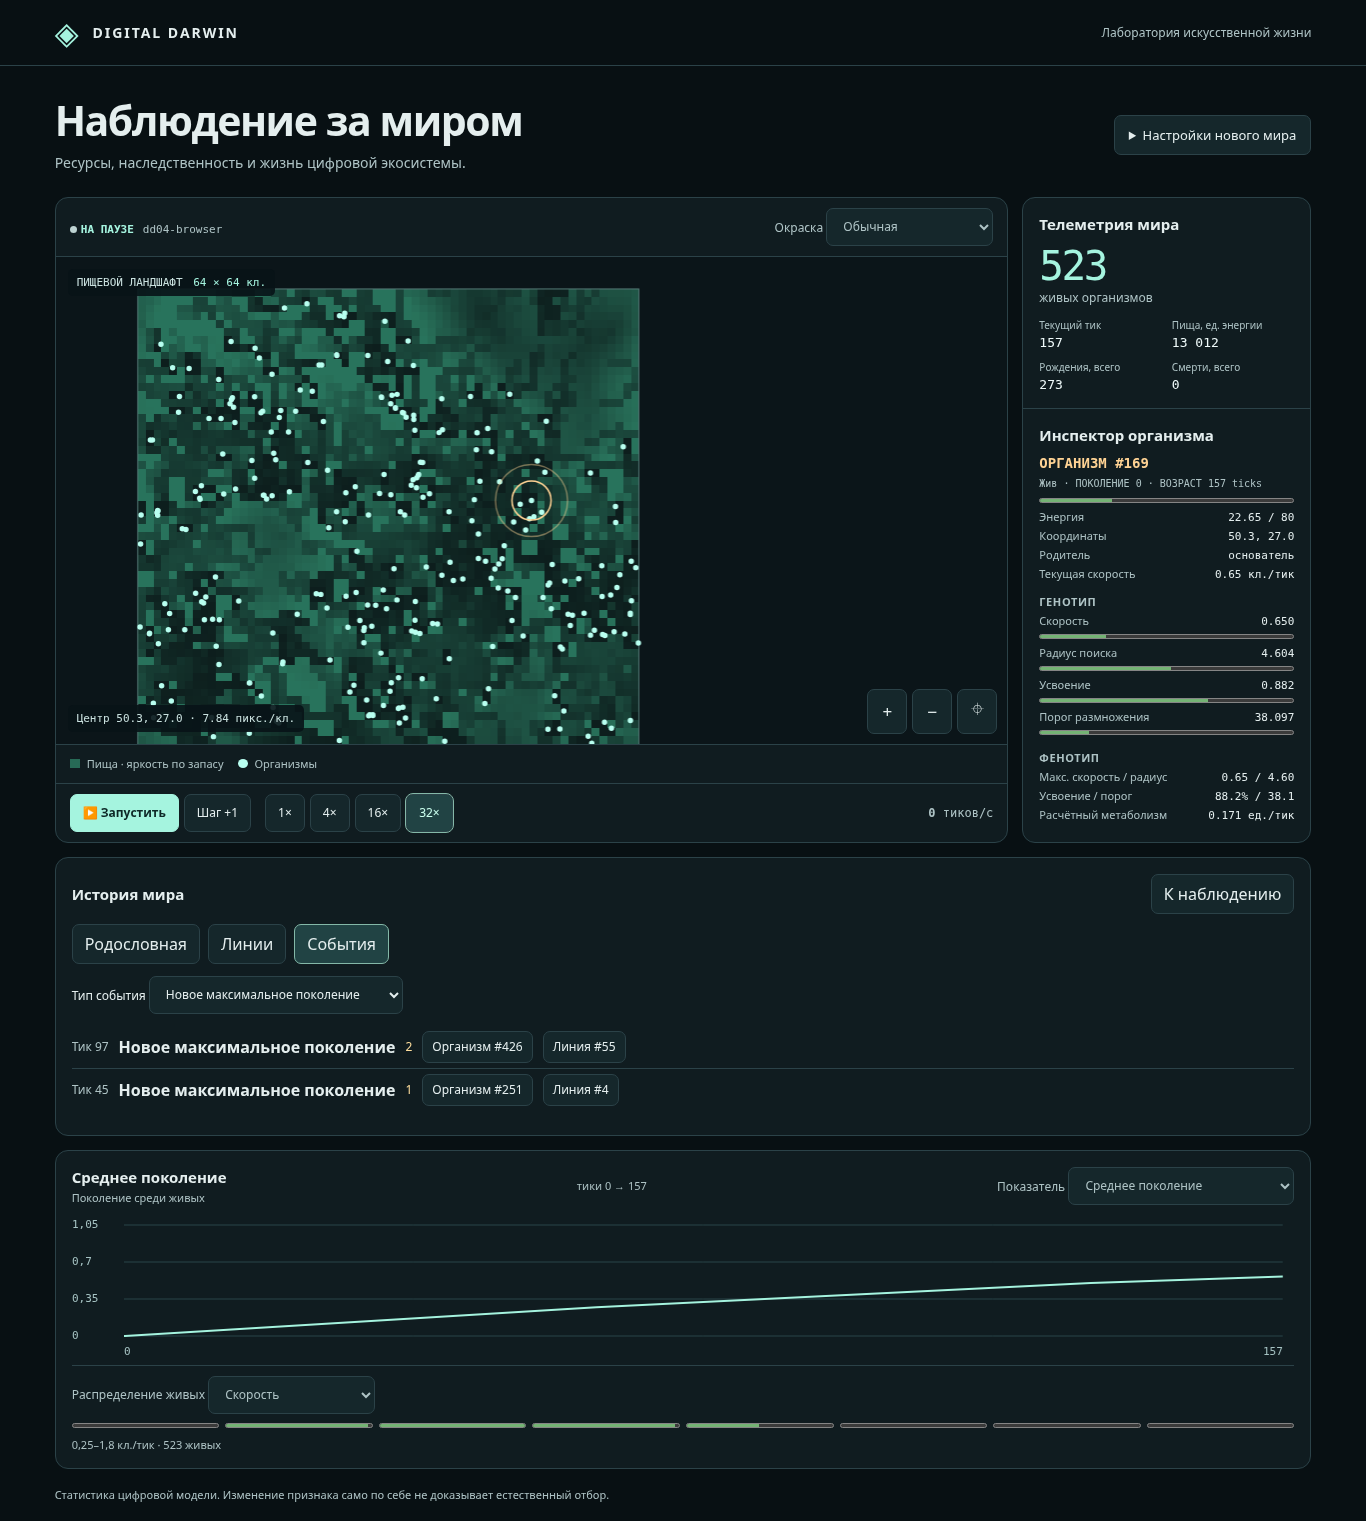 DIGITAL DARWIN
Лаборатория искусственной жизни
Наблюдение за миром
Ресурсы, наследственность и жизнь цифровой экосистемы.
▶ Настройки нового мира
НА ПАУЗЕ dd04-browser
Окраска Обычная
ПИЩЕВОЙ ЛАНДШАФТ 64 × 64 кл.
Центр 50.3, 27.0 · 7.84 пикс./кл.
+ −
Пища · яркость по запасу Организмы
▶ Запустить Шаг +1 1× 4× 16× 32× 0 тиков/с
Телеметрия мира
523
живых организмов
Текущий тик Пища, ед. энергии
157 13 012
Рождения, всего Смерти, всего
273 0
Инспектор организма
ОРГАНИЗМ #169
Жив · ПОКОЛЕНИЕ 0 · ВОЗРАСТ 157 ticks
Энергия 22.65 / 80
Координаты 50.3, 27.0
Родитель основатель
Текущая скорость 0.65 кл./тик
ГЕНОТИП
Скорость 0.650
Радиус поиска 4.604
Усвоение 0.882
Порог размножения 38.097
ФЕНОТИП
Макс. скорость / радиус 0.65 / 4.60
Усвоение / порог 88.2% / 38.1
Расчётный метаболизм 0.171 ед./тик
История мира
К наблюдению
Родословная Линии События
Тип события Новое максимальное поколение
Тик 97 Новое максимальное поколение 2 Организм #426 Линия #55
Тик 45 Новое максимальное поколение 1 Организм #251 Линия #4
Среднее поколение
Поколение среди живых
тики 0 → 157
Показатель Среднее поколение
1,05
0,7
0,35
0
0 157
Распределение живых Скорость
0,25–1,8 кл./тик · 523 живых
Статистика цифровой модели. Изменение признака само по себе не доказывает естественный отбор.